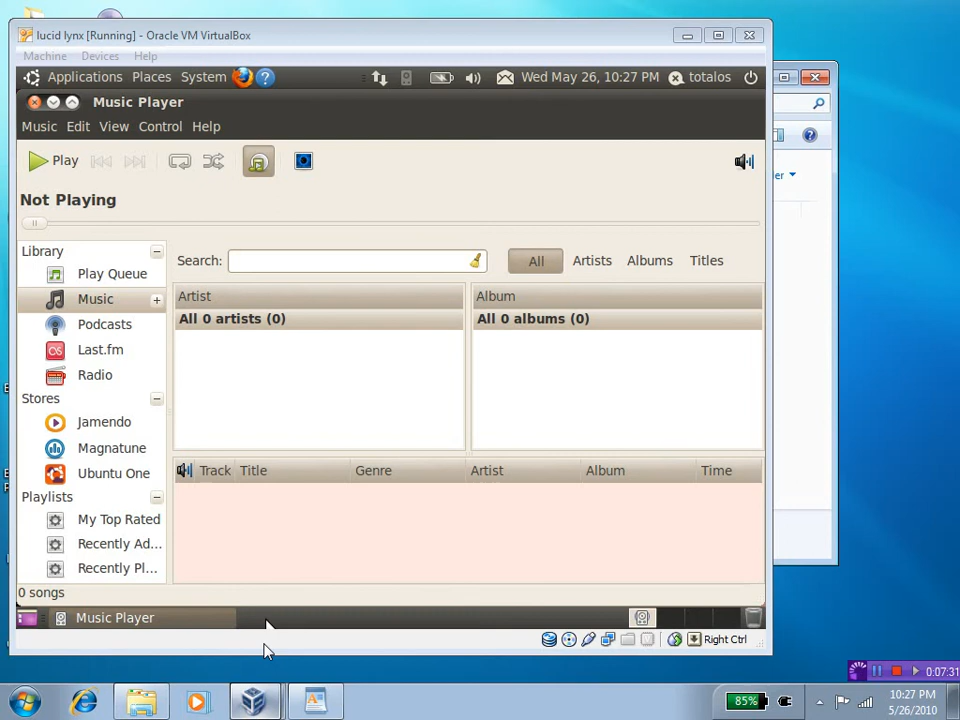 lucid lynx [Running] - Oracle VM VirtualBox
Machine Devices Help
Applications Places System Wed May 26, 10:27 PM totalos
Music Player
Music Edit View Control Help
Play
Not Playing
Library
Search: All Artists Albums Titles
Play Queue
Music +
Artist Album
All 0 artists (0) All 0 albums (0)
Podcasts
Last.fm
Radio
Stores
Jamendo
Magnatune
Ubuntu One
Track Title Genre Artist Album Time
Playlists
My Top Rated
Recently Ad...
Recently Pl...
0 songs
Music Player
Right Ctrl
0:07:31
85%
10:27 PM
5/26/2010